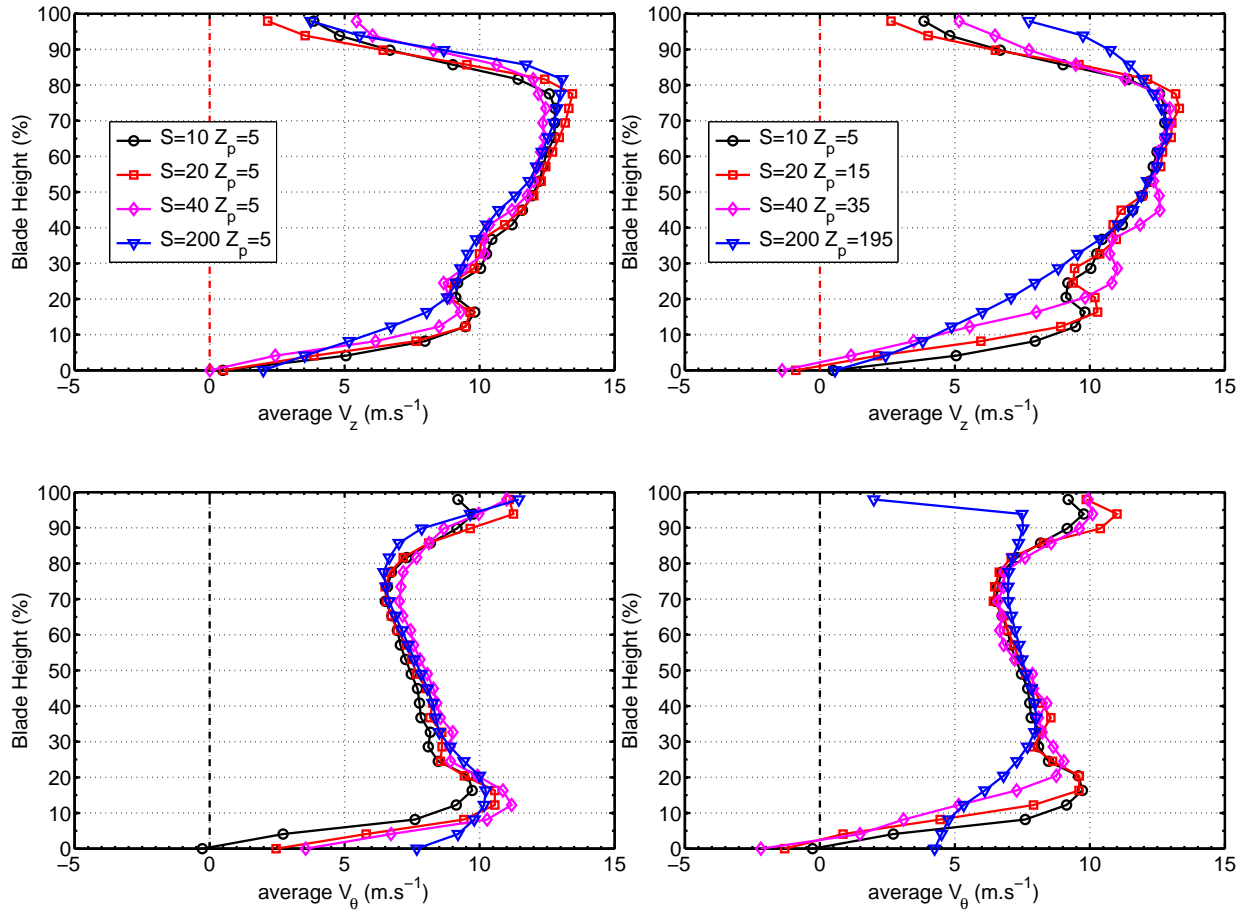 100
90
80
70
60
50
40
30
20
10
0
Blade Height (%)
S=10 Z_p=5
S=20 Z_p=5
S=40 Z_p=5
S=200 Z_p=5
−5 0 5 10 15
average V_z (m.s⁻¹)
100
90
80
70
60
50
40
30
20
10
0
Blade Height (%)
S=10 Z_p=5
S=20 Z_p=15
S=40 Z_p=35
S=200 Z_p=195
−5 0 5 10 15
average V_z (m.s⁻¹)
100
90
80
70
60
50
40
30
20
10
0
Blade Height (%)
−5 0 5 10 15
average V_θ (m.s⁻¹)
100
90
80
70
60
50
40
30
20
10
0
Blade Height (%)
−5 0 5 10 15
average V_θ (m.s⁻¹)